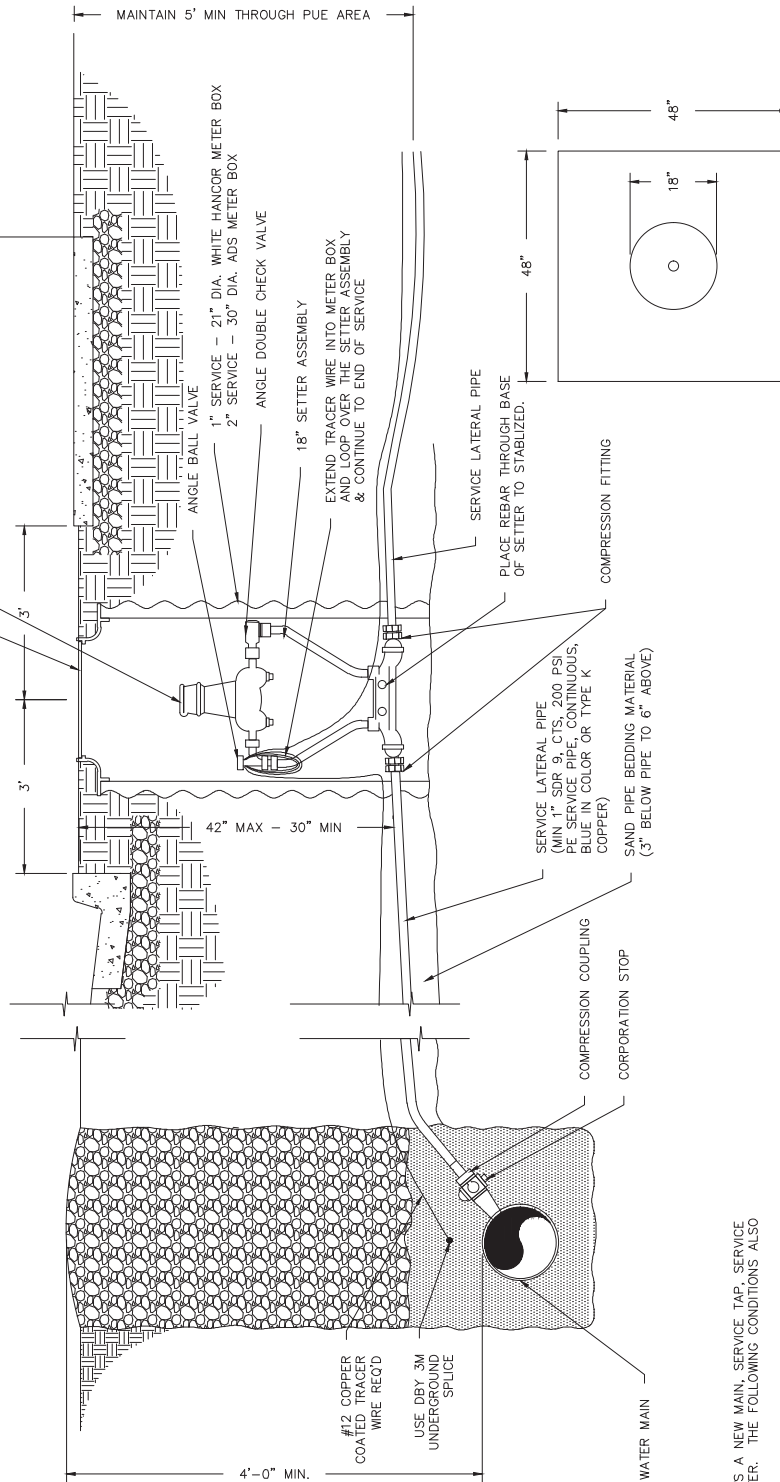 MAINTAIN 5' MIN THROUGH PUE AREA
3'
3'
ANGLE BALL VALVE
1" SERVICE - 21" DIA. WHITE HANCOR METER BOX
2" SERVICE - 30" DIA. ADS METER BOX
ANGLE DOUBLE CHECK VALVE
18" SETTER ASSEMBLY
EXTEND TRACER WIRE INTO METER BOX
AND LOOP OVER THE SETTER ASSEMBLY
& CONTINUE TO END OF SERVICE
42" MAX - 30" MIN
SERVICE LATERAL PIPE
PLACE REBAR THROUGH BASE
OF SETTER TO STABLIZED.
COMPRESSION FITTING
SERVICE LATERAL PIPE
(MIN 1" SDR 9, CTS, 200 PSI
PE SERVICE PIPE, CONTINUOUS,
BLUE IN COLOR OR TYPE K
COPPER)
SAND PIPE BEDDING MATERIAL
(3" BELOW PIPE TO 6" ABOVE)
COMPRESSION COUPLING
CORPORATION STOP
#12 COPPER
COATED TRACER
WIRE REQ'D
USE DBY 3M
UNDERGROUND
SPLICE
4'-0" MIN.
WATER MAIN
48"
48"
18"
S A NEW MAIN, SERVICE TAP, SERVICE
ER. THE FOLLOWING CONDITIONS ALSO